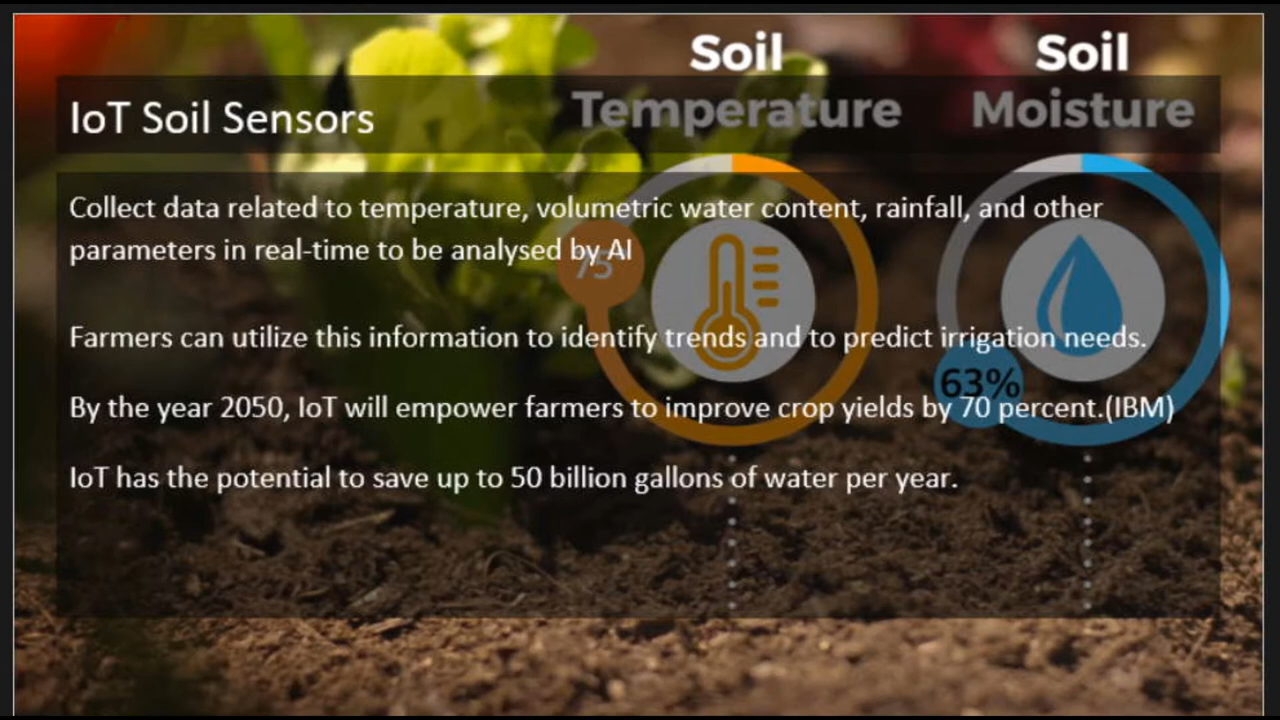 Soil Soil
Temperature Moisture
IoT Soil Sensors
Collect data related to temperature, volumetric water content, rainfall, and other
parameters in real-time to be analysed by AI
75
Farmers can utilize this information to identify trends and to predict irrigation needs.
63%
By the year 2050, IoT will empower farmers to improve crop yields by 70 percent.(IBM)
IoT has the potential to save up to 50 billion gallons of water per year.